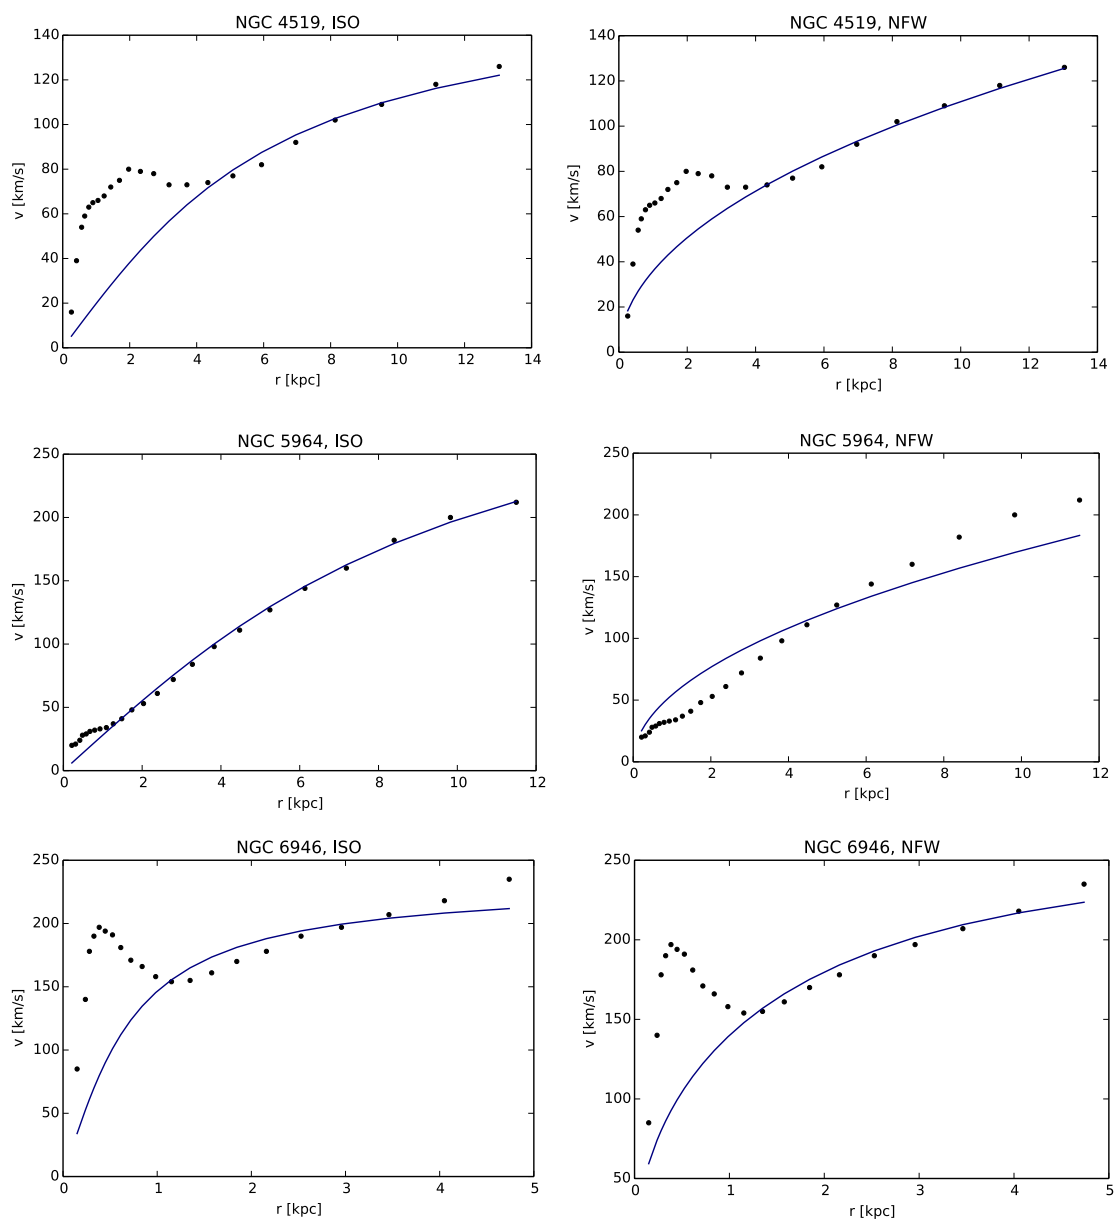 NGC 4519, ISO
140
120
100
80
60
40
20
0
v [km/s]
0 2 4 6 8 10 12 14
r [kpc]
NGC 4519, NFW
140
120
100
80
60
40
20
0
v [km/s]
0 2 4 6 8 10 12 14
r [kpc]
NGC 5964, ISO
250
200
150
100
50
0
v [km/s]
0 2 4 6 8 10 12
r [kpc]
NGC 5964, NFW
250
200
150
100
50
0
v [km/s]
0 2 4 6 8 10 12
r [kpc]
NGC 6946, ISO
250
200
150
100
50
0
v [km/s]
0 1 2 3 4 5
r [kpc]
NGC 6946, NFW
250
200
150
100
50
v [km/s]
0 1 2 3 4 5
r [kpc]